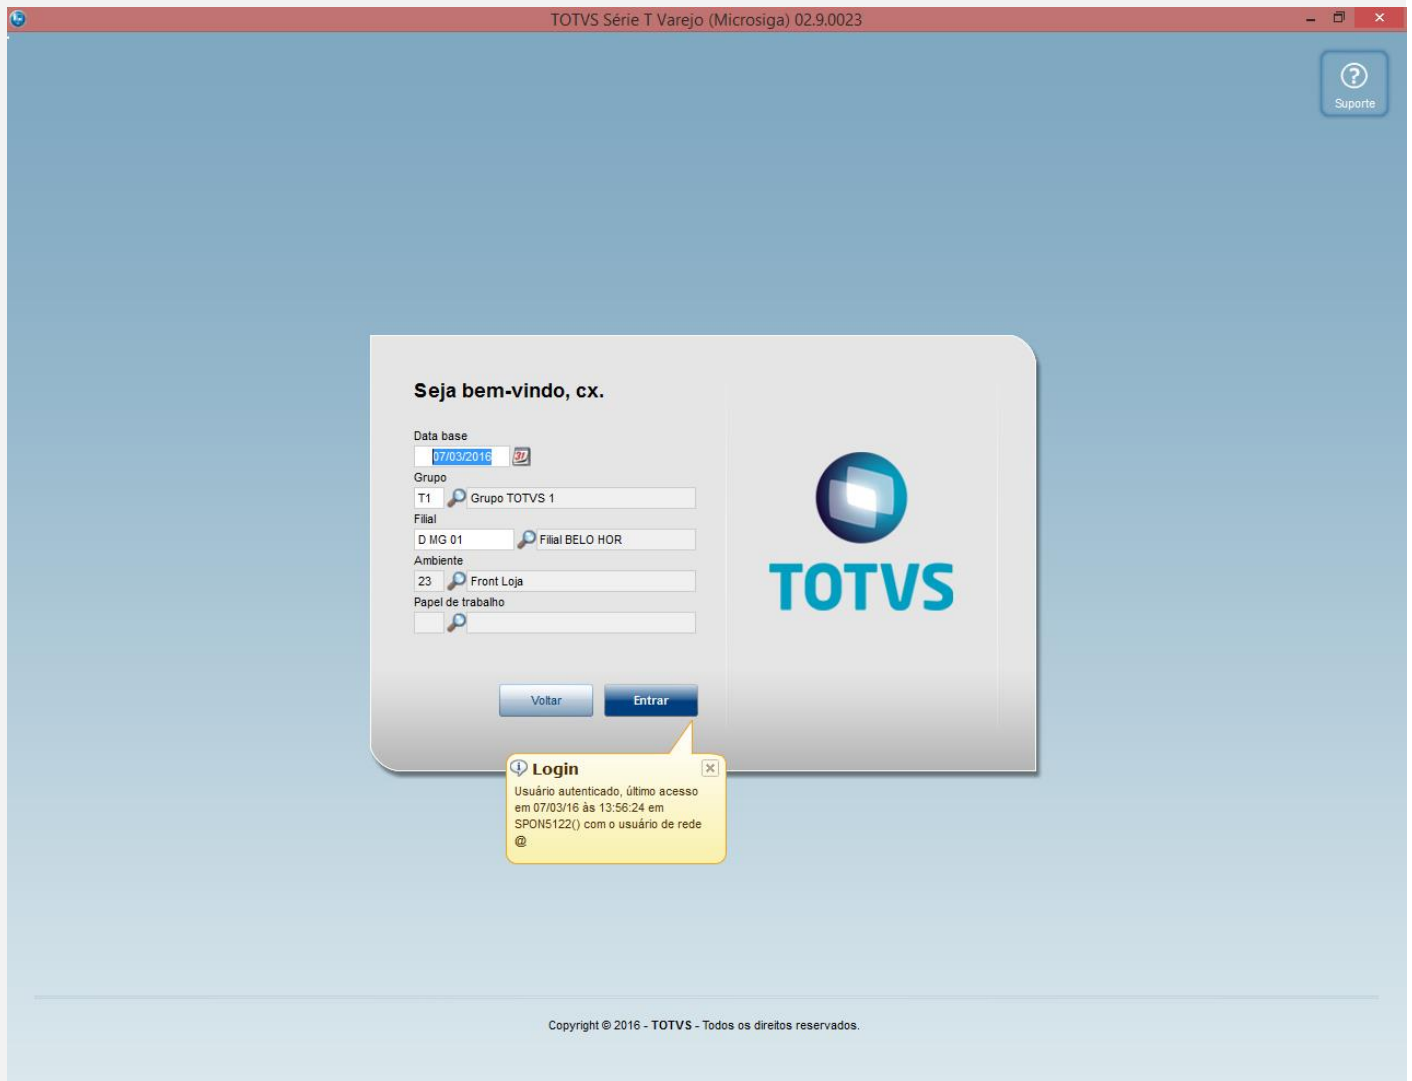 TOTVS Série T Varejo (Microsiga) 02.9.0023
Suporte
Seja bem-vindo, cx.
Data base
07/03/2016
31
Grupo
T1 Grupo TOTVS 1
Filial
D MG 01 Filial BELO HOR
Ambiente
23 Front Loja
Papel de trabalho
TOTVS
Voltar Entrar
Login
Usuário autenticado, último acesso
em 07/03/16 às 13:56:24 em
SPON5122() com o usuário de rede
@
Copyright © 2016 - TOTVS - Todos os direitos reservados.